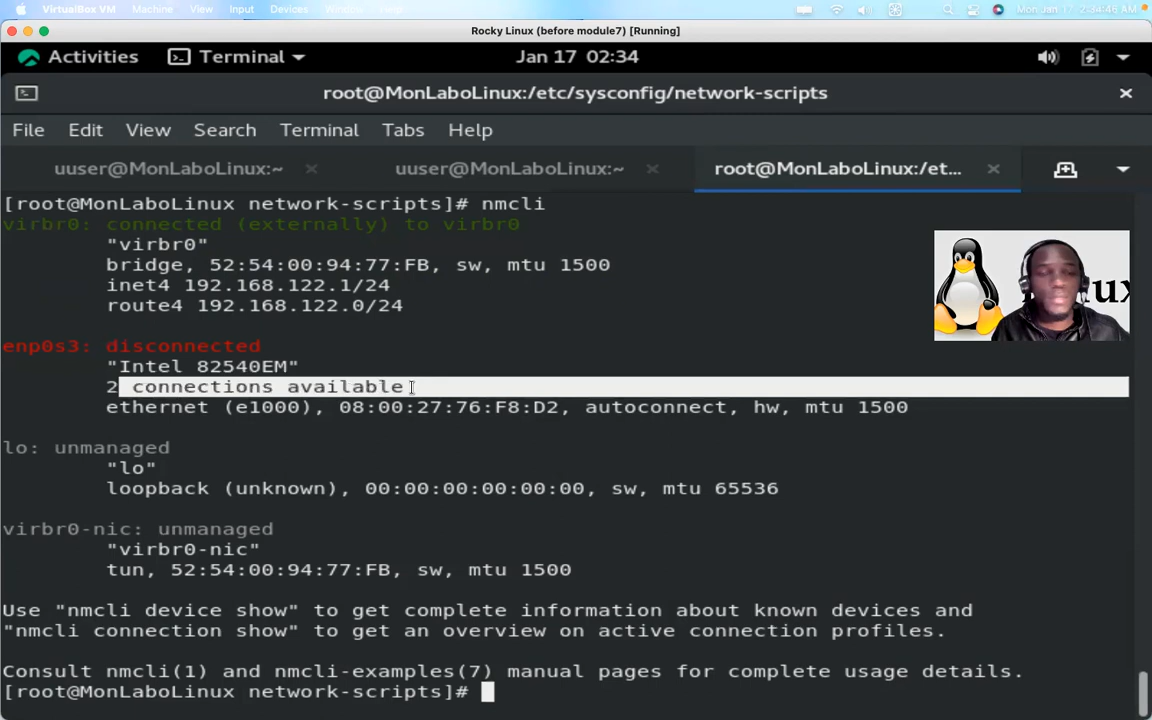 VirtualBox VM Machine View Input Devices Window Help Mon Jan 17 2:34:46 AM
Rocky Linux (before module7) [Running]
Activities Terminal Jan 17 02:34
root@MonLaboLinux:/etc/sysconfig/network-scripts
File Edit View Search Terminal Tabs Help
uuser@MonLaboLinux:~ uuser@MonLaboLinux:~ root@MonLaboLinux:/et...
[root@MonLaboLinux network-scripts]# nmcli
virbr0: connected (externally) to virbr0
"virbr0"
bridge, 52:54:00:94:77:FB, sw, mtu 1500
inet4 192.168.122.1/24
route4 192.168.122.0/24
enp0s3: disconnected
"Intel 82540EM"
2 connections available
ethernet (e1000), 08:00:27:76:F8:D2, autoconnect, hw, mtu 1500
lo: unmanaged
"lo"
loopback (unknown), 00:00:00:00:00:00, sw, mtu 65536
virbr0-nic: unmanaged
"virbr0-nic"
tun, 52:54:00:94:77:FB, sw, mtu 1500
Use "nmcli device show" to get complete information about known devices and
"nmcli connection show" to get an overview on active connection profiles.
Consult nmcli(1) and nmcli-examples(7) manual pages for complete usage details.
[root@MonLaboLinux network-scripts]#